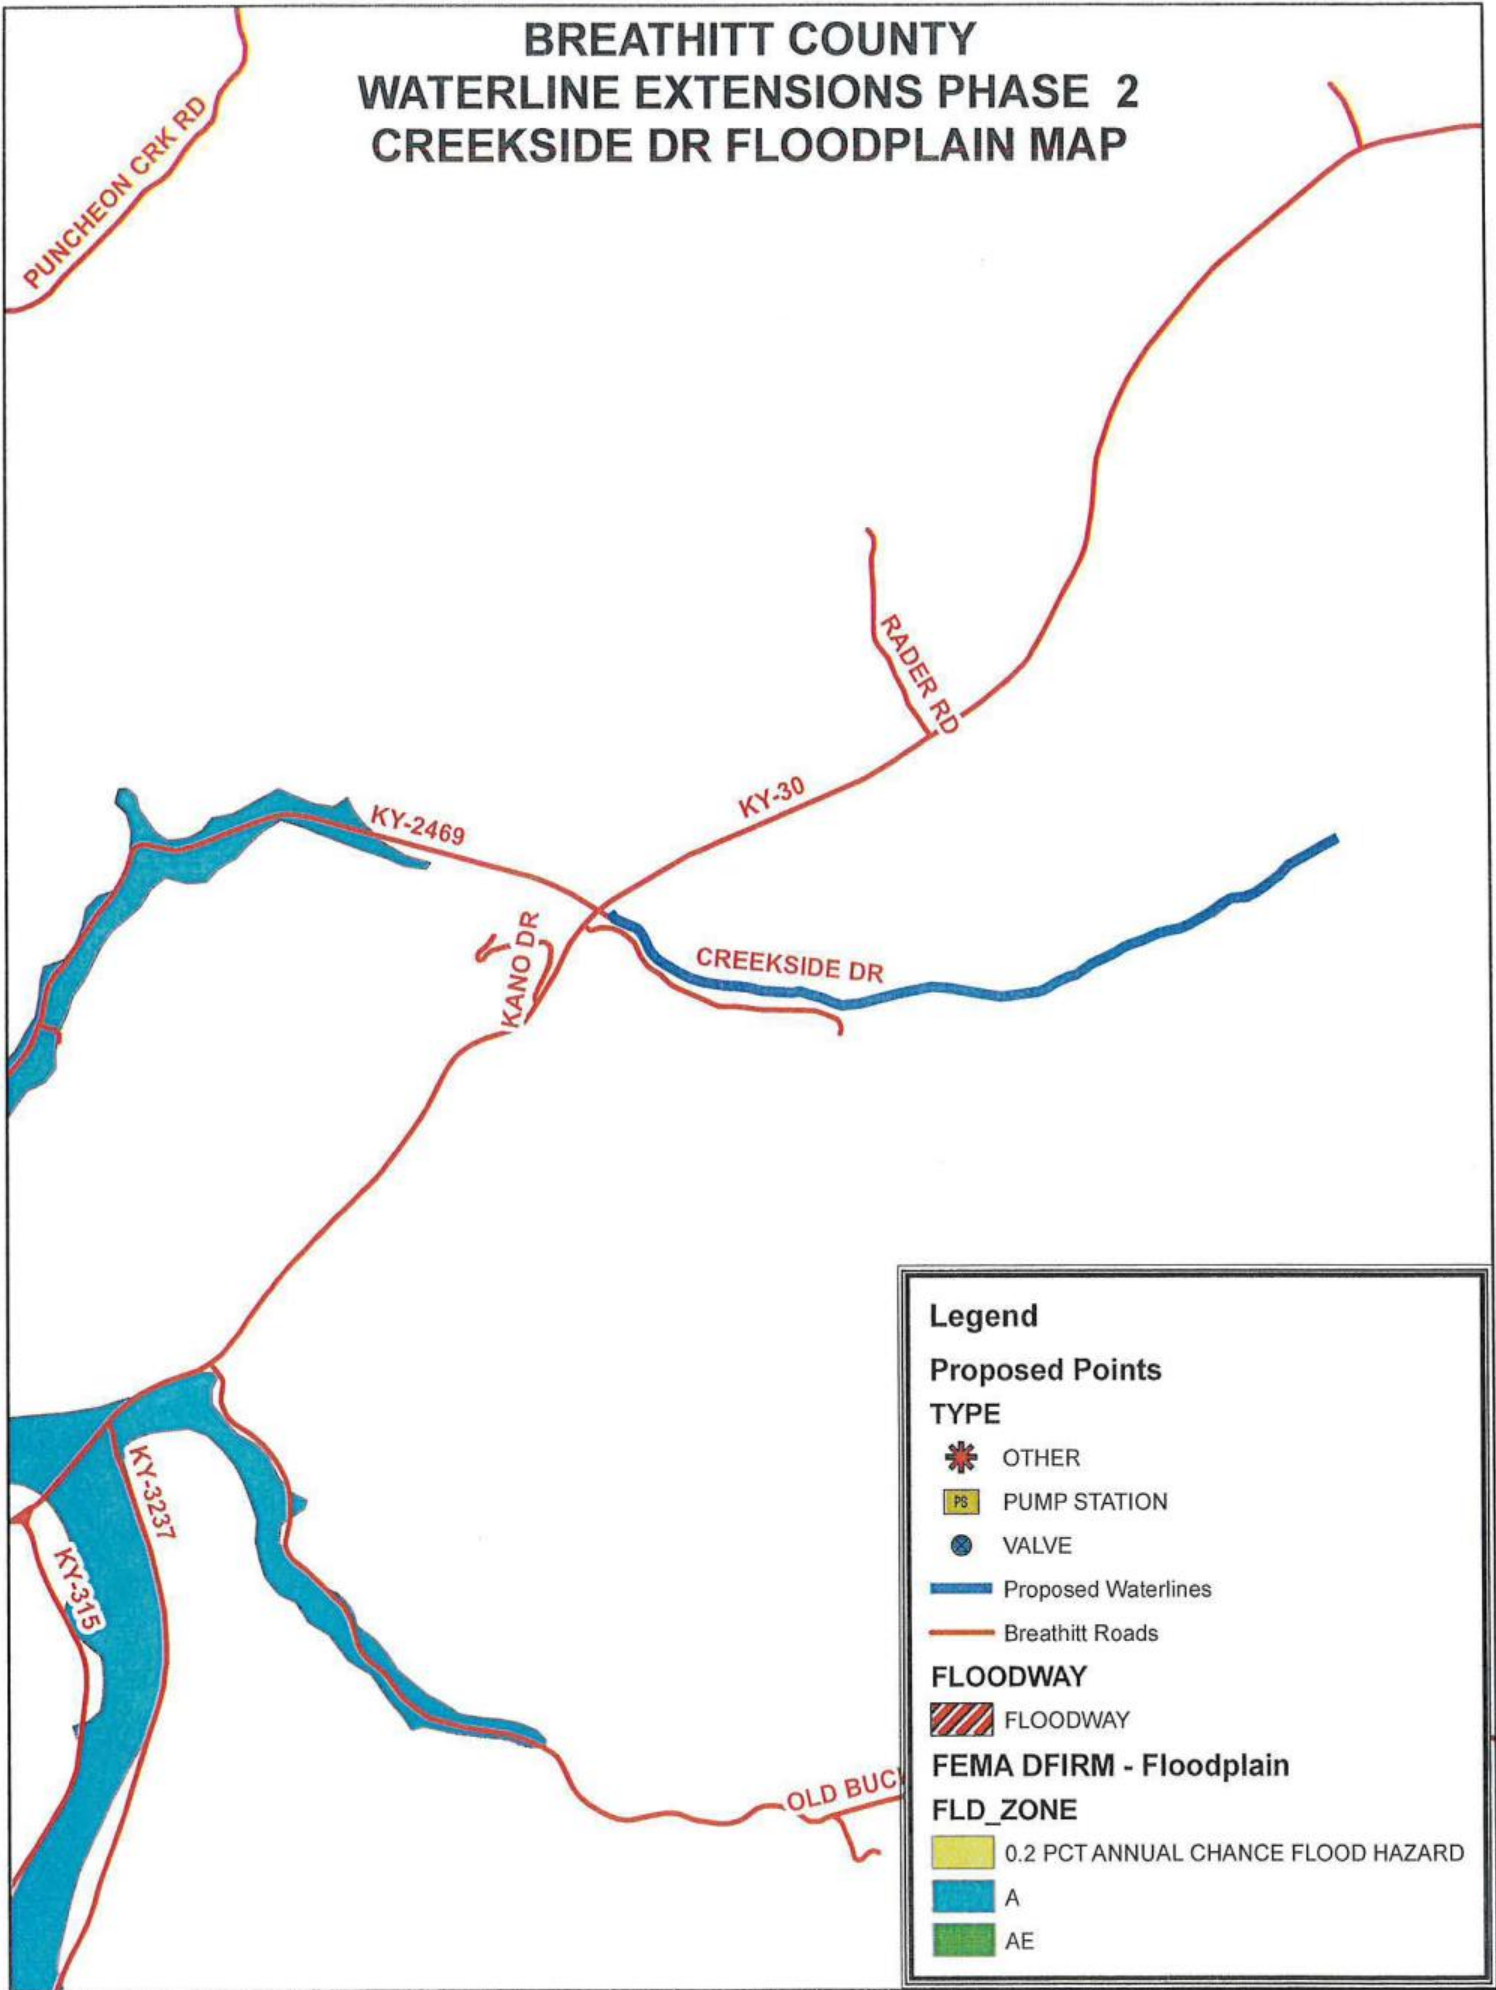 BREATHITT COUNTY
WATERLINE EXTENSIONS PHASE 2
CREEKSIDE DR FLOODPLAIN MAP
PUNCHEON CRK RD
RADER RD
KY-30
KY-2469
KANO DR
CREEKSIDE DR
KY-3237
KY-315
OLD BUC
Legend
Proposed Points
TYPE
OTHER
PS PUMP STATION
VALVE
Proposed Waterlines
Breathitt Roads
FLOODWAY
FLOODWAY
FEMA DFIRM - Floodplain
FLD_ZONE
0.2 PCT ANNUAL CHANCE FLOOD HAZARD
A
AE